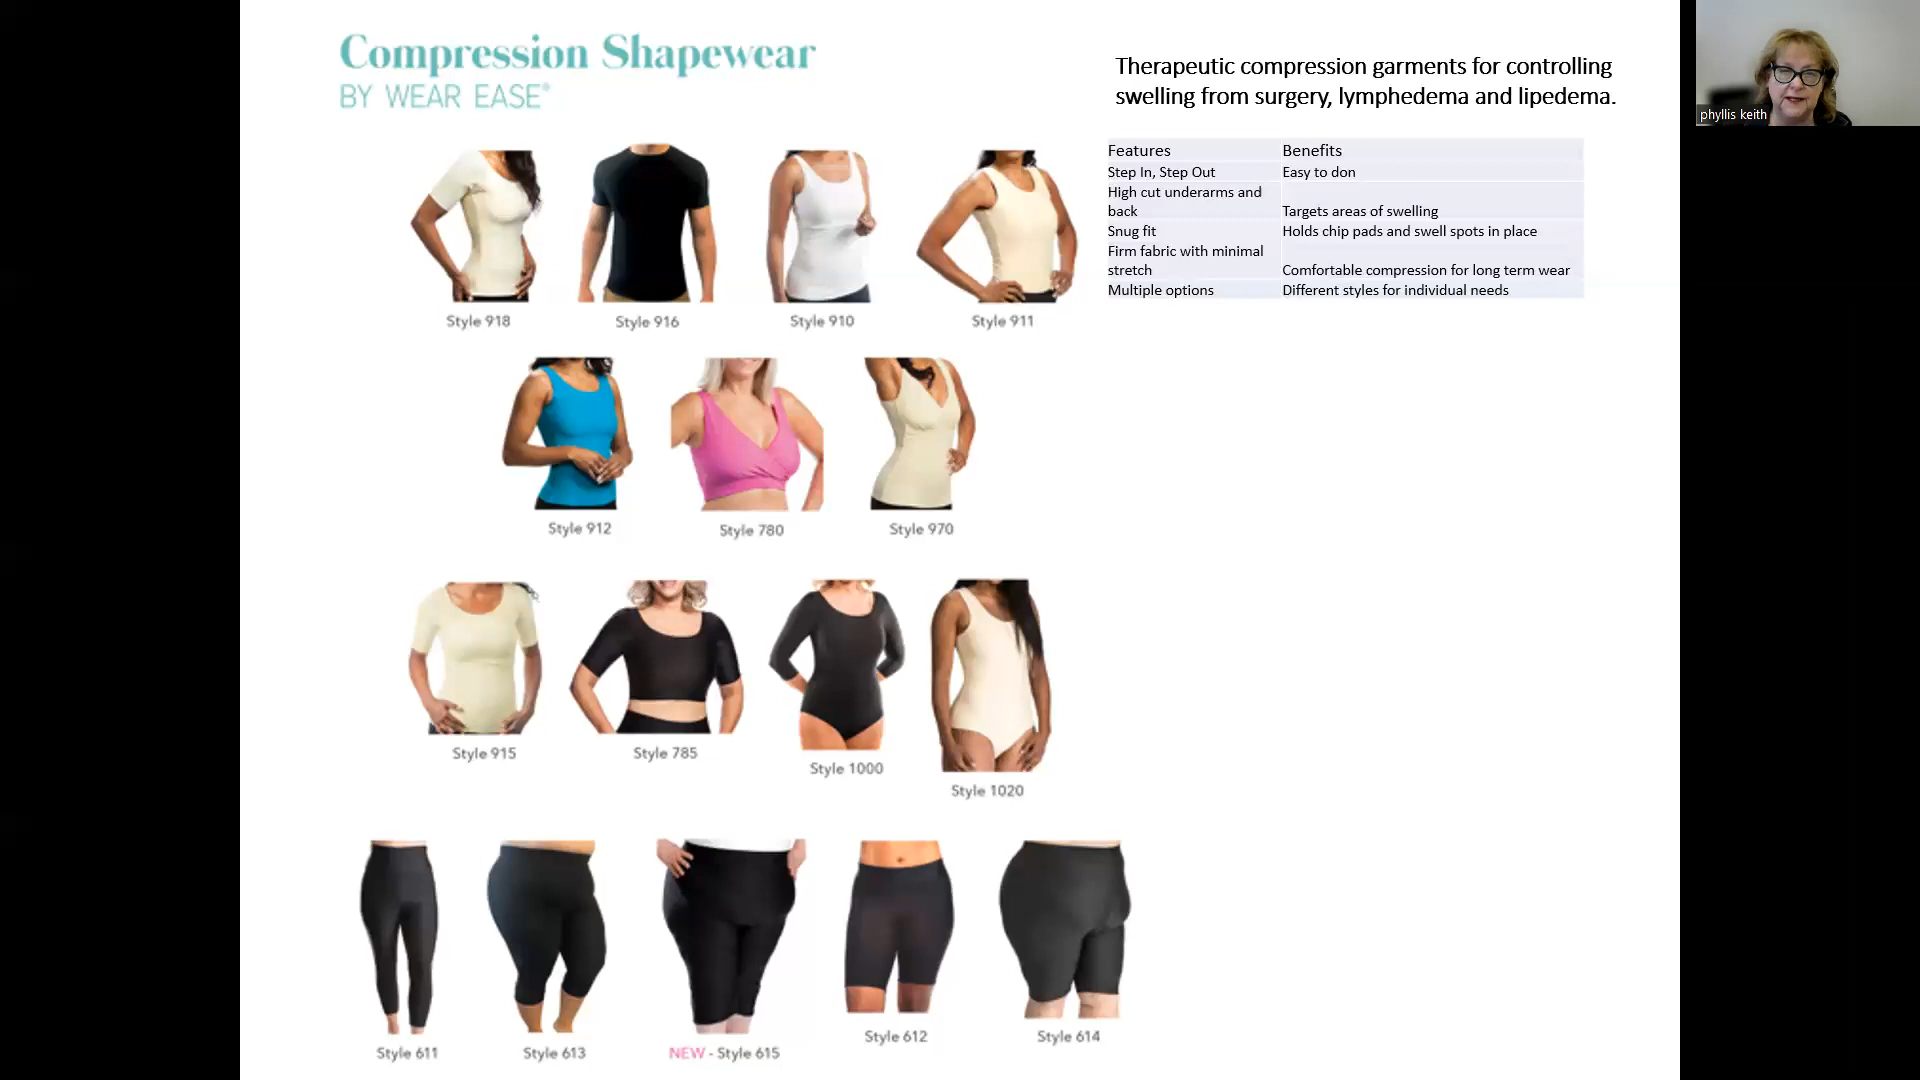 Compression Shapewear
BY WEAR EASE®
Therapeutic compression garments for controlling
swelling from surgery, lymphedema and lipedema.
phyllis keith
Features Benefits
Step In, Step Out Easy to don
High cut underarms and
back Targets areas of swelling
Snug fit Holds chip pads and swell spots in place
Firm fabric with minimal
stretch Comfortable compression for long term wear
Multiple options Different styles for individual needs
Style 918 Style 916 Style 910 Style 911
Style 912 Style 780 Style 970
Style 915 Style 785 Style 1000 Style 1020
Style 611 Style 613 NEW - Style 615 Style 612 Style 614